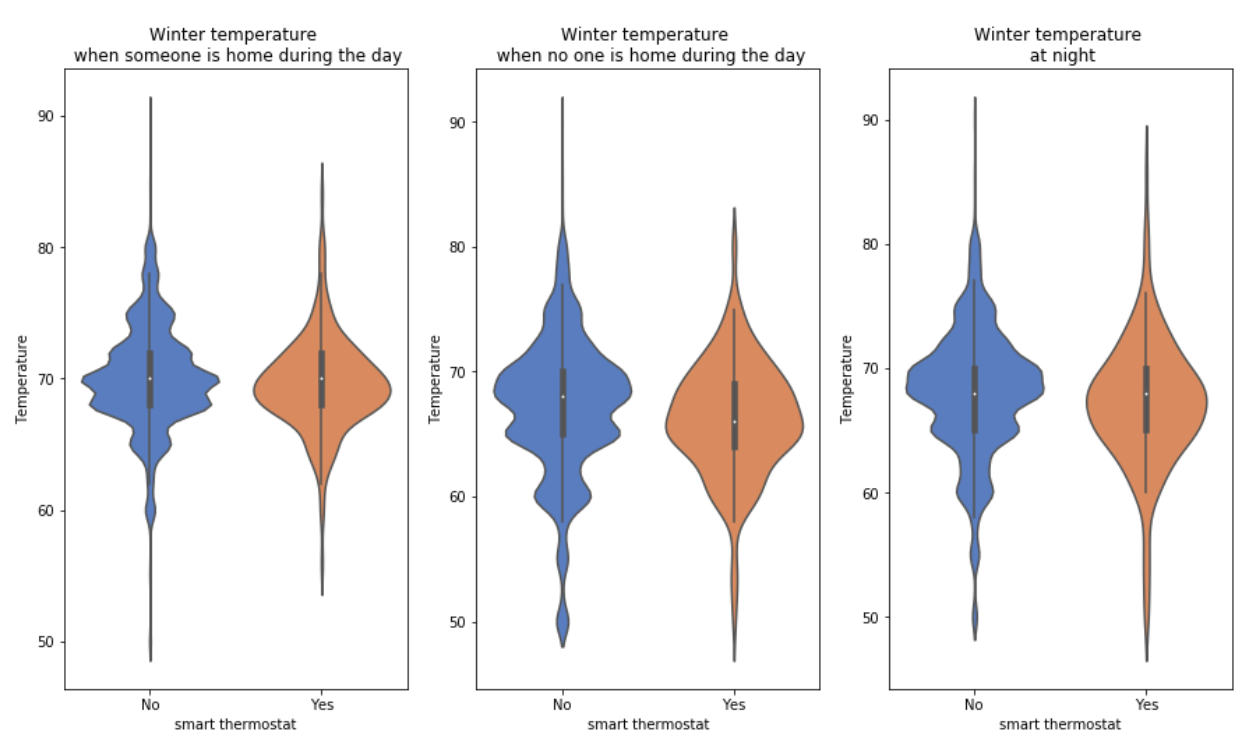 Winter temperature
when someone is home during the day
90
80
70
60
50
Temperature
No
Yes
smart thermostat
Winter temperature
when no one is home during the day
90
80
70
60
50
Temperature
No
Yes
smart thermostat
Winter temperature
at night
90
80
70
60
50
Temperature
No
Yes
smart thermostat